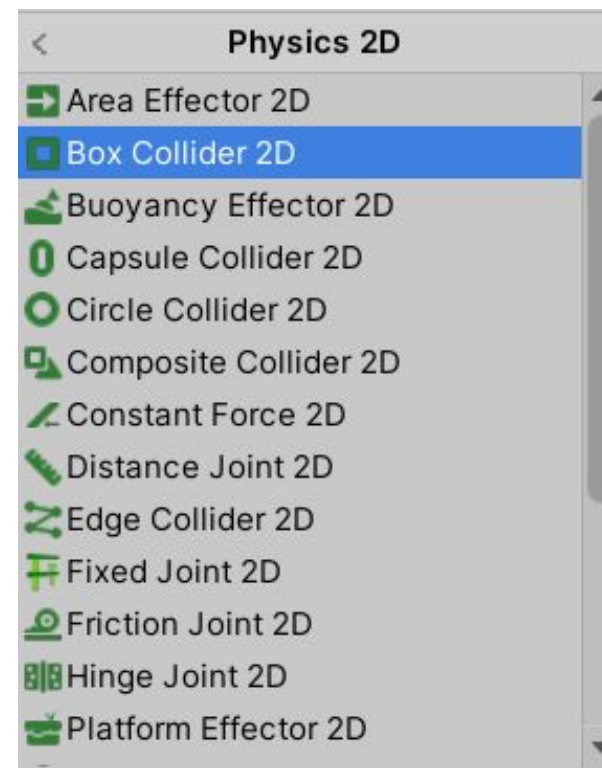 Physics 2D
Area Effector 2D
Box Collider 2D
Buoyancy Effector 2D
Capsule Collider 2D
Circle Collider 2D
Composite Collider 2D
Constant Force 2D
Distance Joint 2D
Edge Collider 2D
Fixed Joint 2D
Friction Joint 2D
Hinge Joint 2D
Platform Effector 2D